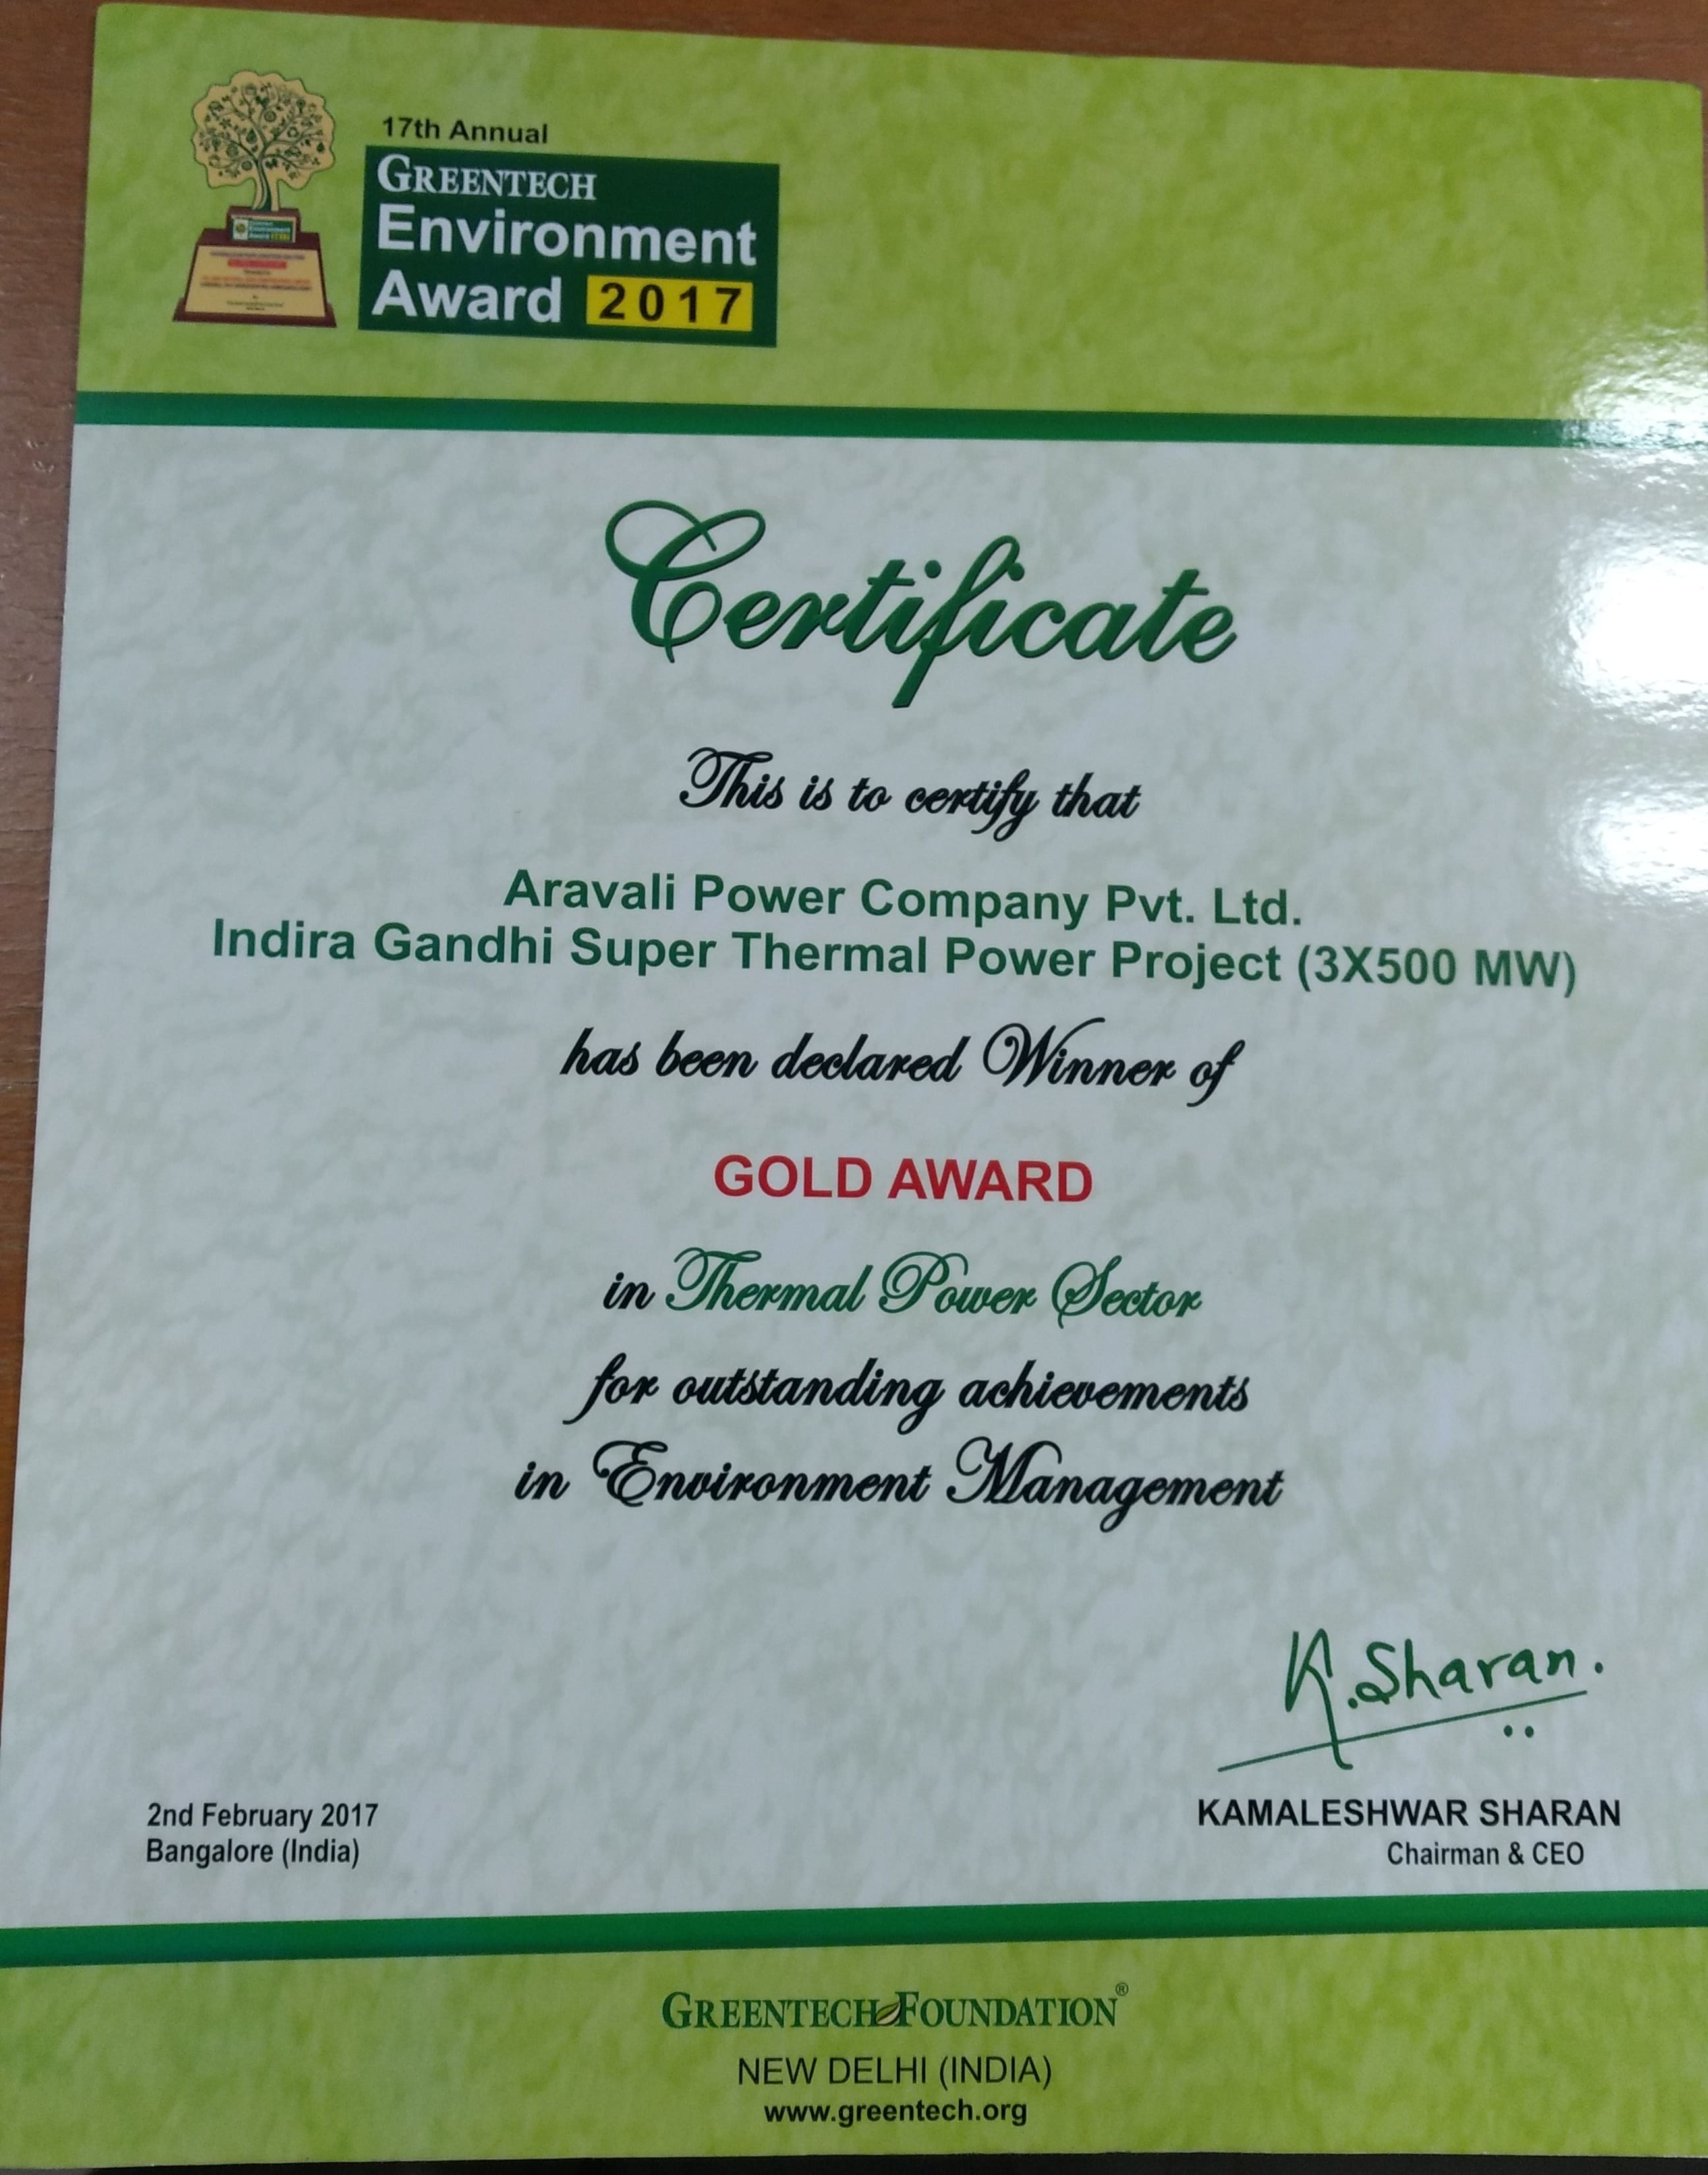 17th Annual
GREENTECH
Environment
Award 2017
Certificate
This is to certify that
Aravali Power Company Pvt. Ltd.
Indira Gandhi Super Thermal Power Project (3X500 MW)
has been declared Winner of
GOLD AWARD
in Thermal Power Sector
for outstanding achievements
in Environment Management
K.Sharan.
2nd February 2017
Bangalore (India)
KAMALESHWAR SHARAN
Chairman & CEO
GREENTECH FOUNDATION®
NEW DELHI (INDIA)
www.greentech.org